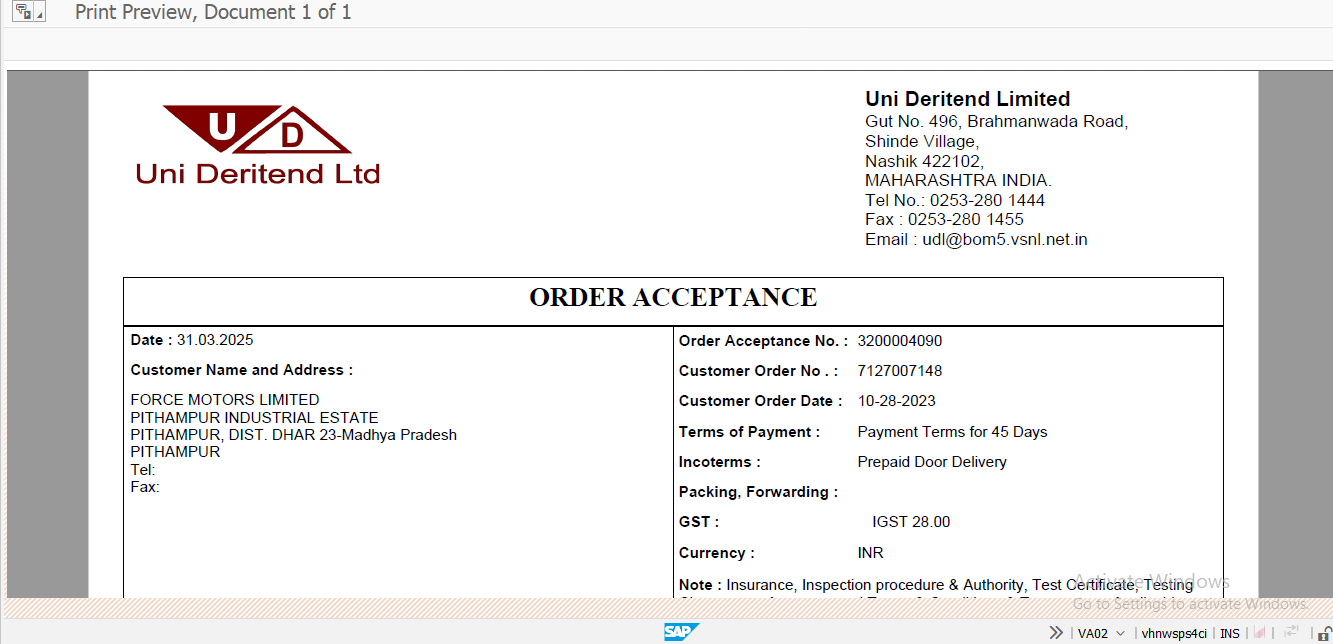 Print Preview, Document 1 of 1
U D
Uni Deritend Ltd
Uni Deritend Limited
Gut No. 496, Brahmanwada Road,
Shinde Village,
Nashik 422102,
MAHARASHTRA INDIA.
Tel No.: 0253-280 1444
Fax : 0253-280 1455
Email : udl@bom5.vsnl.net.in
ORDER ACCEPTANCE
Date : 31.03.2025
Customer Name and Address :
FORCE MOTORS LIMITED
PITHAMPUR INDUSTRIAL ESTATE
PITHAMPUR, DIST. DHAR 23-Madhya Pradesh
PITHAMPUR
Tel:
Fax:
Order Acceptance No. : 3200004090
Customer Order No . : 7127007148
Customer Order Date : 10-28-2023
Terms of Payment : Payment Terms for 45 Days
Incoterms : Prepaid Door Delivery
Packing, Forwarding :
GST : IGST 28.00
Currency : INR
Note : Insurance, Inspection procedure & Authority, Test Certificate, Testing
Activate Windows
Go to Settings to activate Windows.
SAP
VA02 vhnwsps4ci INS